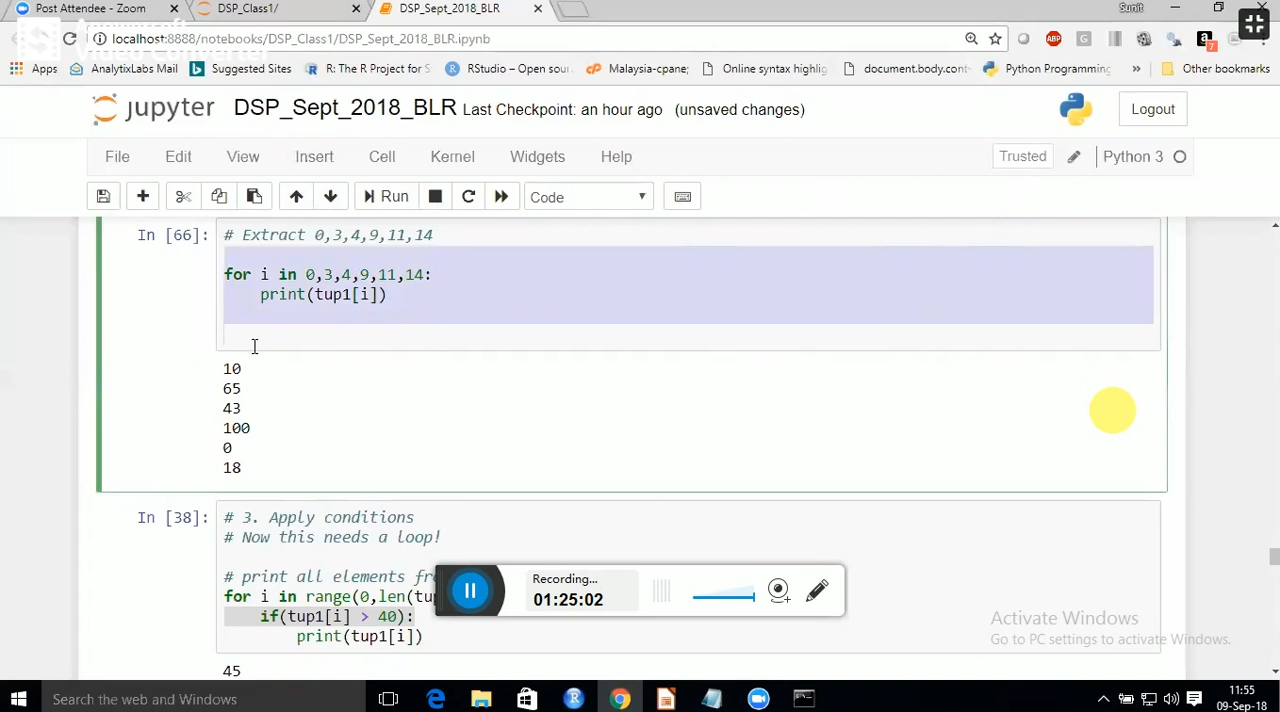 Post Attendee - Zoom
DSP_Class1/
DSP_Sept_2018_BLR
Sunit
localhost:8888/notebooks/DSP_Class1/DSP_Sept_2018_BLR.ipynb
ABP
G
a
7
Apps
AnalytixLabs Mail
Suggested Sites
R: The R Project for S
RStudio – Open sour
Malaysia-cpane;
Online syntax highlig
document.body.cont
Python Programming
Other bookmarks
jupyter
DSP_Sept_2018_BLR
Last Checkpoint: an hour ago
(unsaved changes)
Logout
File
Edit
View
Insert
Cell
Kernel
Widgets
Help
Trusted
Python 3
Run
Code
In [66]:
# Extract 0,3,4,9,11,14
for i in 0,3,4,9,11,14:
print(tup1[i])
10
65
43
100
0
18
In [38]:
# 3. Apply conditions
# Now this needs a loop!
# print all elements fr
for i in range(0,len(tup
if(tup1[i] > 40):
print(tup1[i])
45
Recording...
01:25:02
Activate Windows
Go to PC settings to activate Windows.
Search the web and Windows
11:55
09-Sep-18